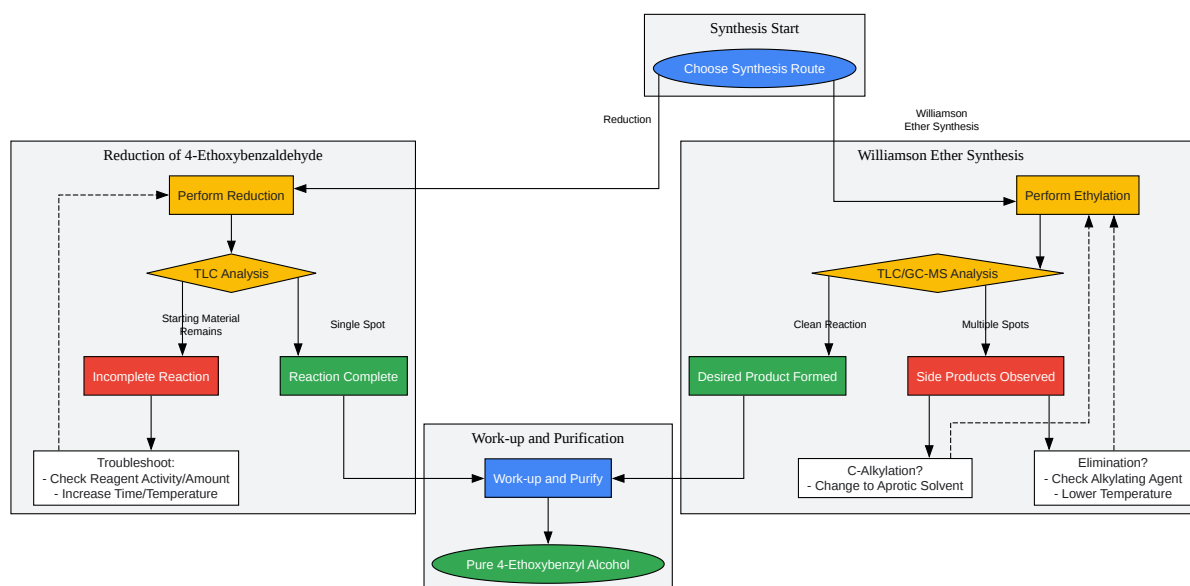 Synthesis Start
Choose Synthesis Route
Reduction
Williamson
Ether Synthesis
Reduction of 4-Ethoxybenzaldehyde
Perform Reduction
TLC Analysis
Starting Material
Remains
Single Spot
Incomplete Reaction
Reaction Complete
Troubleshoot:
- Check Reagent Activity/Amount
- Increase Time/Temperature
Williamson Ether Synthesis
Perform Ethylation
TLC/GC-MS Analysis
Clean Reaction
Multiple Spots
Desired Product Formed
Side Products Observed
C-Alkylation?
- Change to Aprotic Solvent
Elimination?
- Check Alkylating Agent
- Lower Temperature
Work-up and Purification
Work-up and Purify
Pure 4-Ethoxybenzyl Alcohol